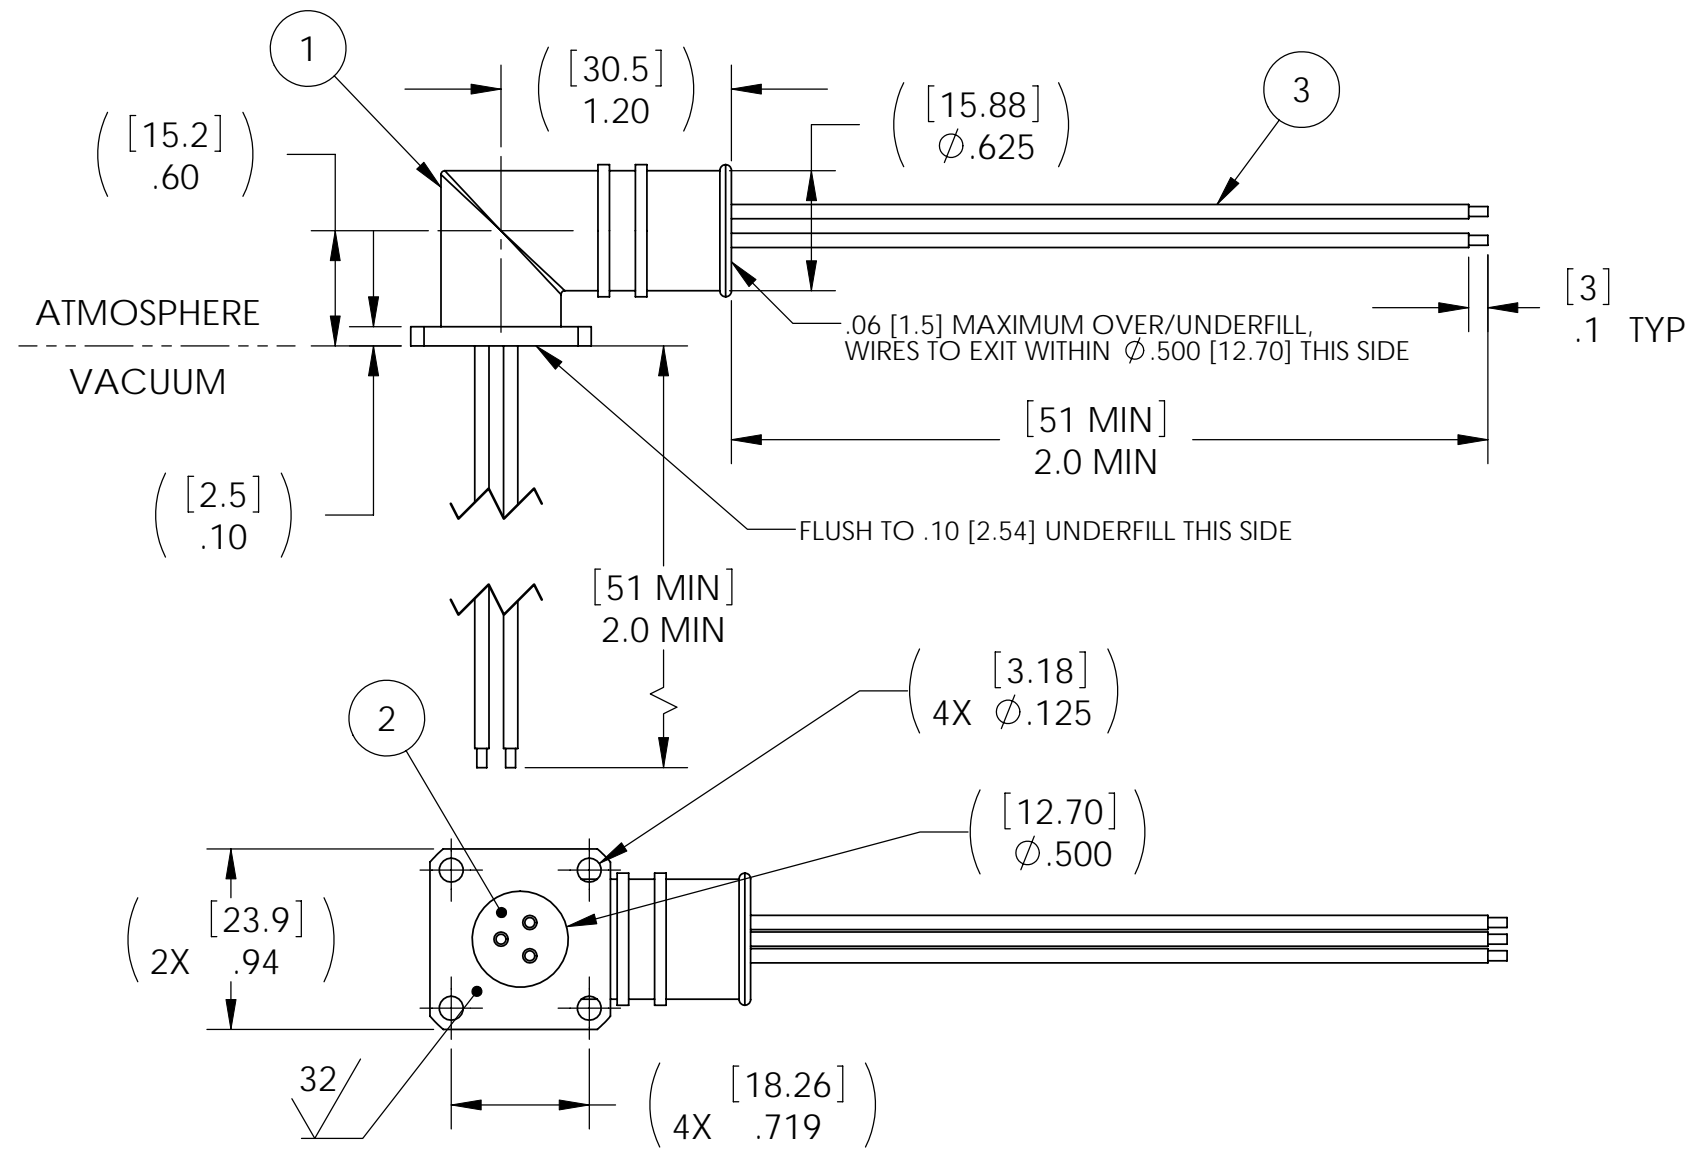 1
[30.5]
1.20
[15.88]
∅.625
3
[15.2]
.60
ATMOSPHERE
VACUUM
[3]
.1 TYP
.06 [1.5] MAXIMUM OVER/UNDERFILL,
WIRES TO EXIT WITHIN ∅.500 [12.70] THIS SIDE
[51 MIN]
2.0 MIN
[2.5]
.10
FLUSH TO .10 [2.54] UNDERFILL THIS SIDE
[51 MIN]
2.0 MIN
2
[3.18]
4X ∅.125
[12.70]
∅.500
[23.9]
2X .94
32
[18.26]
4X .719